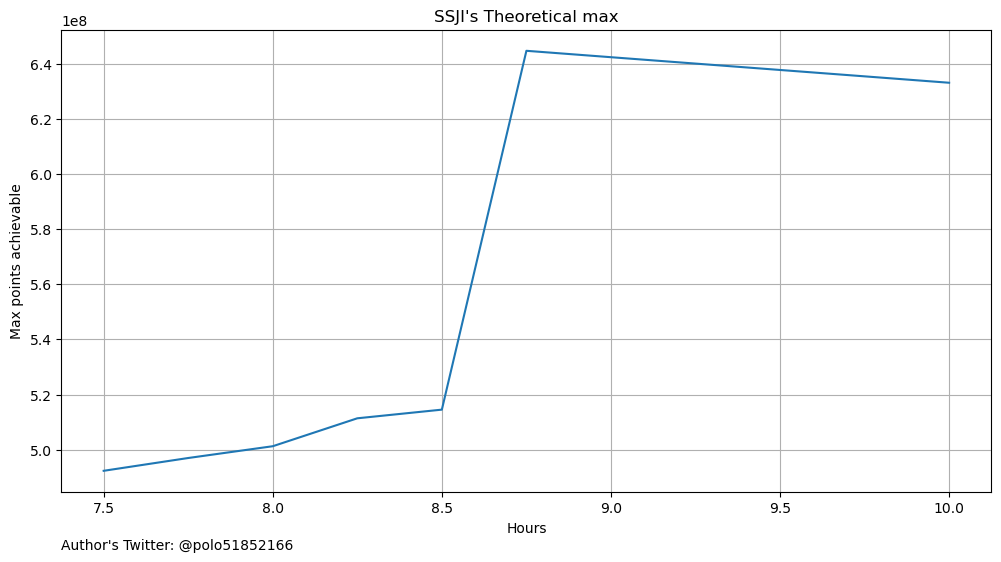 SSJI's Theoretical max
1e8
6.4
6.2
6.0
5.8
5.6
5.4
5.2
5.0
Max points achievable
7.5 8.0 8.5 9.0 9.5 10.0
Hours
Author's Twitter: @polo51852166